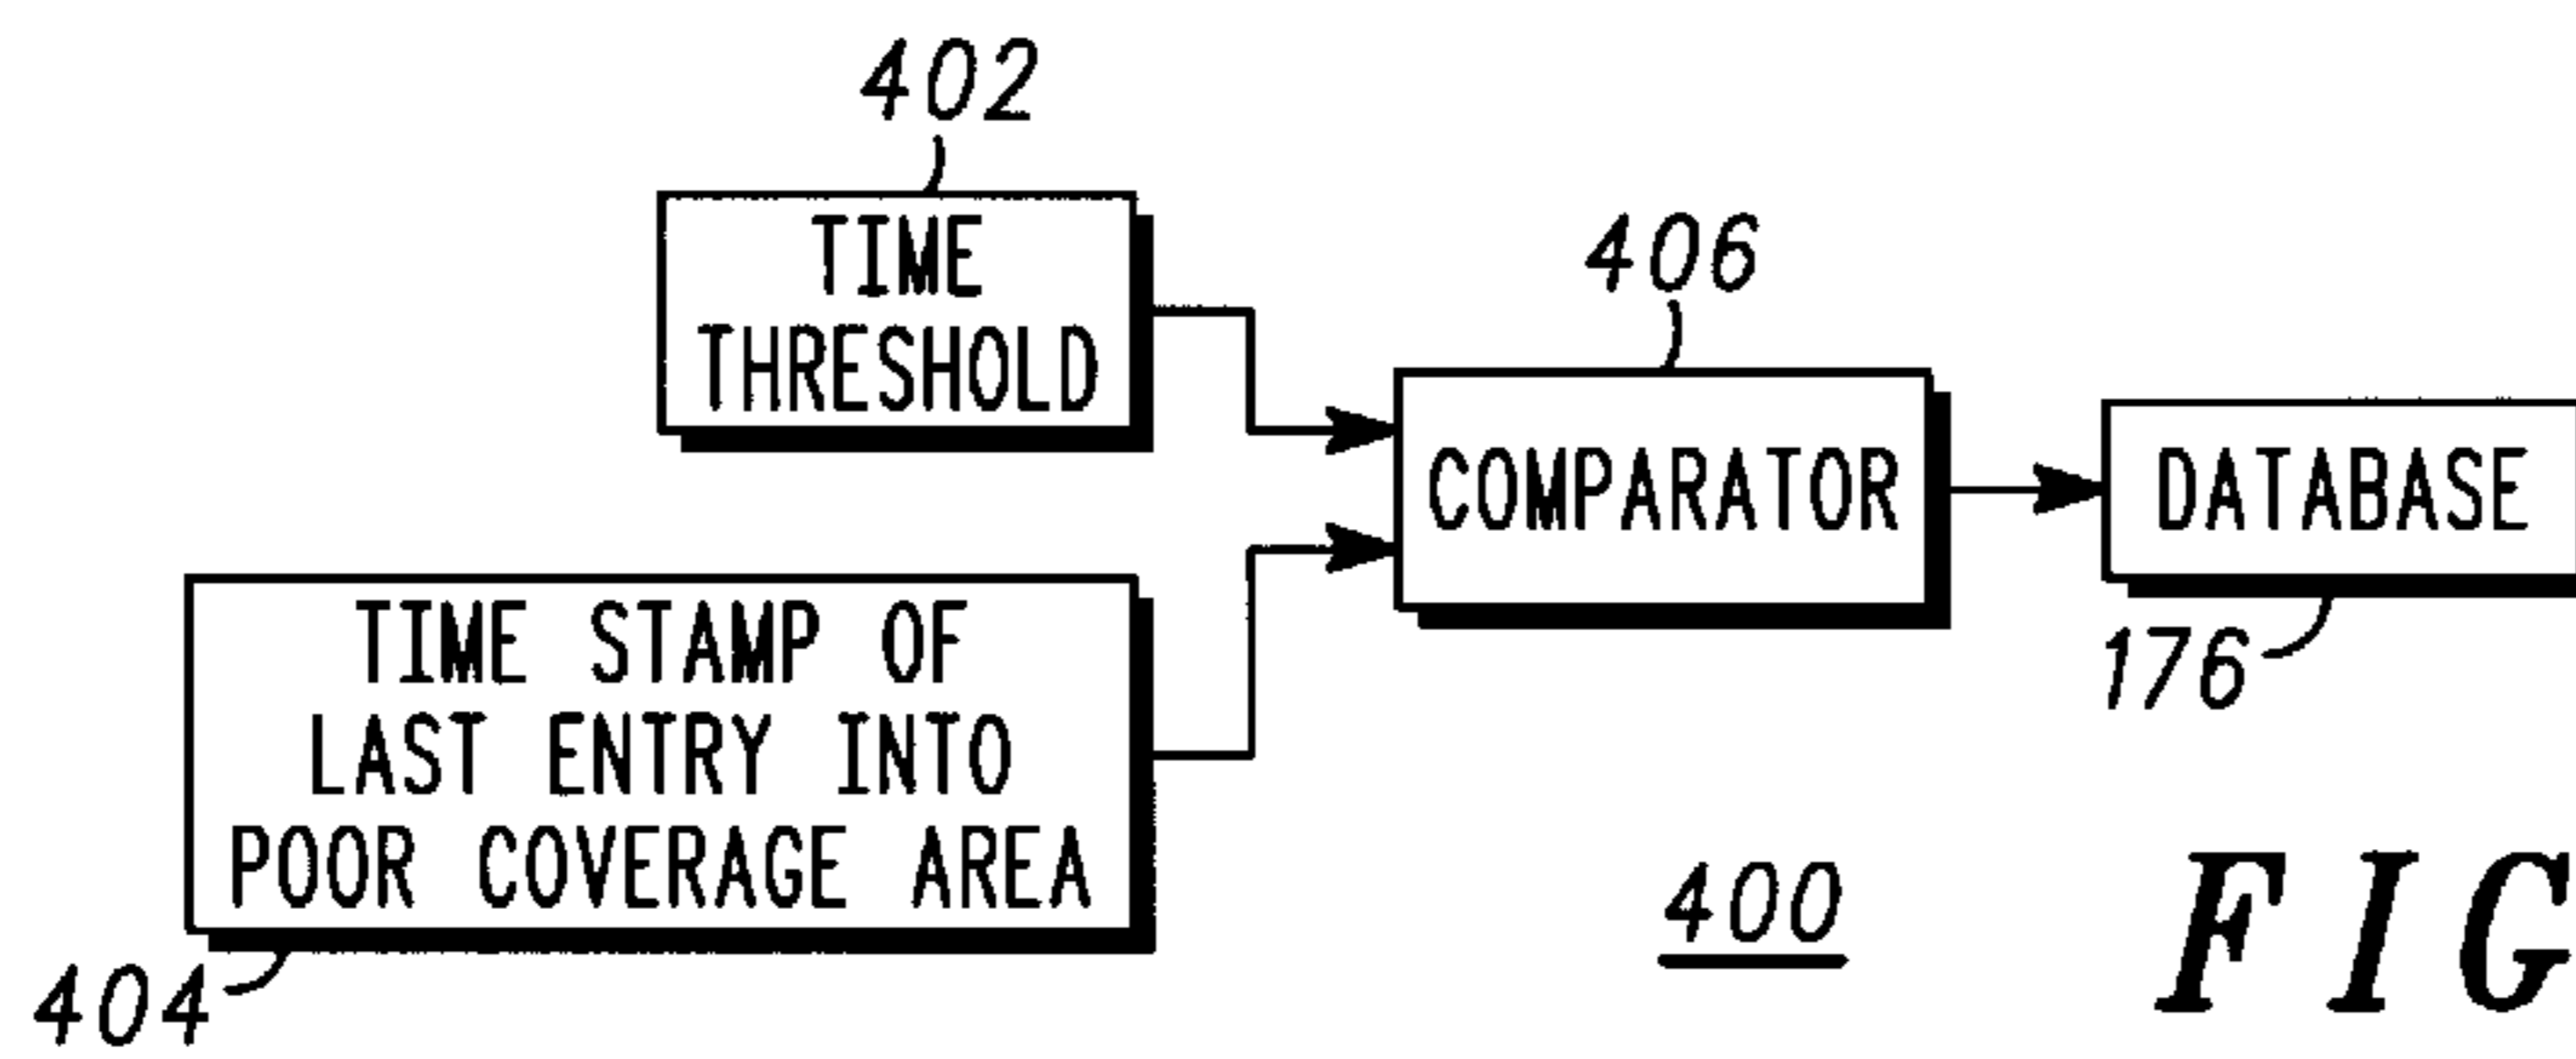 402
TIME
THRESHOLD
406
COMPARATOR
DATABASE
176
TIME STAMP OF
LAST ENTRY INTO
POOR COVERAGE AREA
404
400
FIG